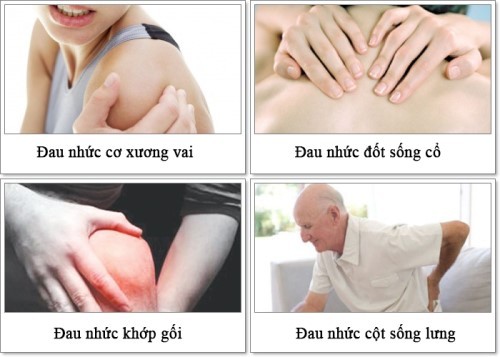 Đau nhức cơ xương vai
Đau nhức đốt sống cổ
Đau nhức khớp gối
Đau nhức cột sống lưng